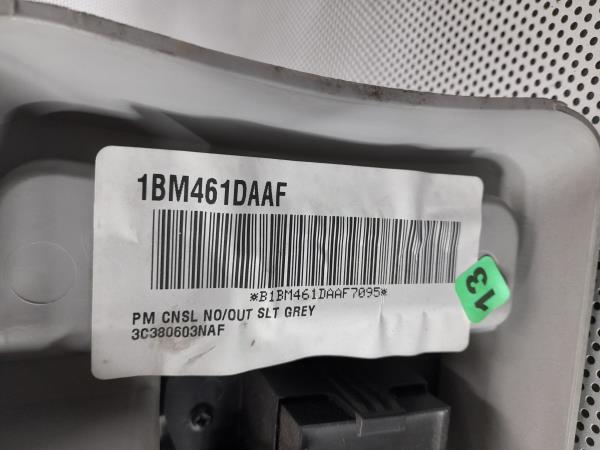 1BM461DAAF
*B1BM461DAAF7095*
PM CNSL NO/OUT SLT GREY
3C380603NAF
13